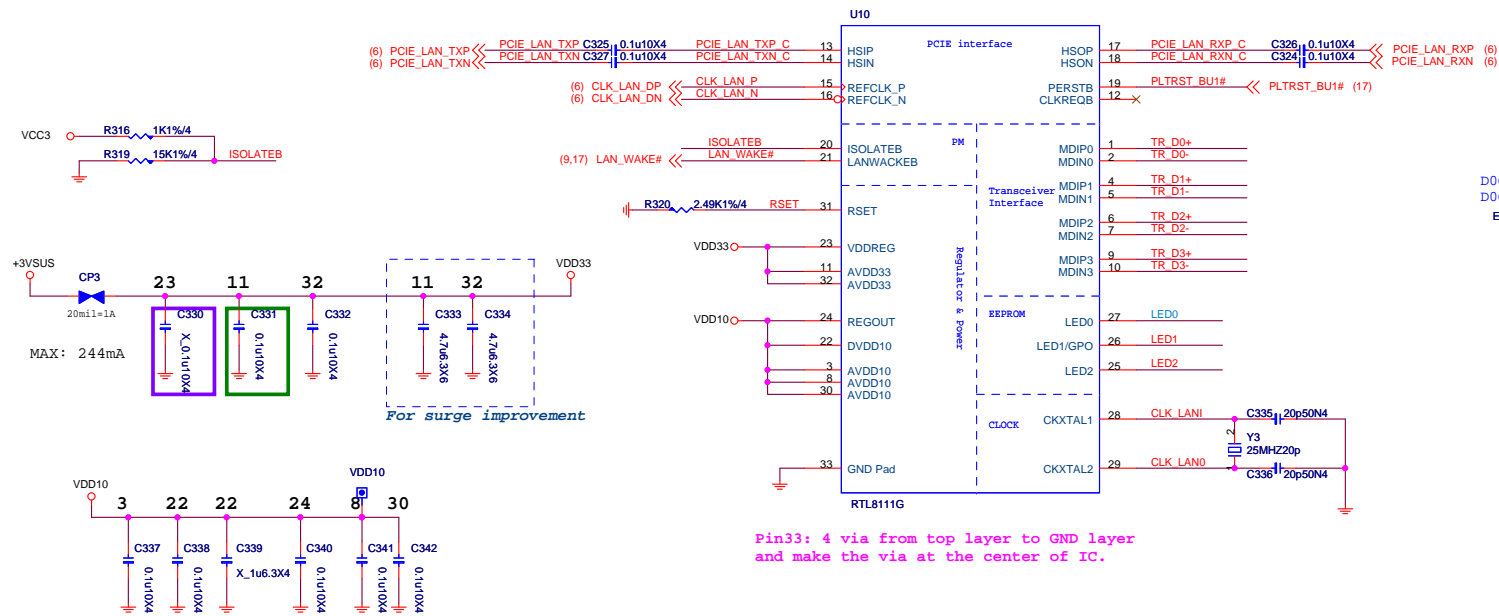 U10
PCIE interface
(6) PCIE_LAN_TXP PCIE_LAN_TXP C325 0.1u10X4 PCIE_LAN_TXP_C 13 HSIP
(6) PCIE_LAN_TXN PCIE_LAN_TXN C327 0.1u10X4 PCIE_LAN_TXN_C 14 HSIN
HSOP 17 PCIE_LAN_RXP_C C326 0.1u10X4 PCIE_LAN_RXP (6)
HSON 18 PCIE_LAN_RXN_C C324 0.1u10X4 PCIE_LAN_RXN (6)
(6) CLK_LAN_DP CLK_LAN_P 15 REFCLK_P
(6) CLK_LAN_DN CLK_LAN_N 16 REFCLK_N
PERSTB 19 PLTRST_BU1# PLTRST_BU1# (17)
CLKREQB 12
VCC3 R316 1K1%/4
R319 15K1%/4 ISOLATEB
ISOLATEB 20 ISOLATEB
(9,17) LAN_WAKE# LAN_WAKE# 21 LANWACKEB
PM
MDIP0 1 TR_D0+
MDIN0 2 TR_D0-
Transceiver
Interface
MDIP1 4 TR_D1+
MDIN1 5 TR_D1-
MDIP2 6 TR_D2+
MDIN2 7 TR_D2-
MDIP3 9 TR_D3+
MDIN3 10 TR_D3-
D0
D0
E
R320 2.49K1%/4 RSET 31 RSET
VDD33 23 VDDREG
11 AVDD33
32 AVDD33
Regulator & Power
VDD10 24 REGOUT
22 DVDD10
3 AVDD10
8 AVDD10
30 AVDD10
EEPROM
LED0 27 LED0
LED1/GPO 26 LED1
LED2 25 LED2
CLOCK
CKXTAL1 28 CLK_LANI C335 20p50N4
2
Y3
25MHZ20p
1
CKXTAL2 29 CLK_LAN0 C336 20p50N4
33 GND Pad
RTL8111G
Pin33: 4 via from top layer to GND layer
and make the via at the center of IC.
+3VSUS CP3 VDD33
20mil=1A
MAX: 244mA
23 11 32 11 32
C330 C331 C332 C333 C334
X_0.1u10X4 0.1u10X4 0.1u10X4 4.7u6.3X6 4.7u6.3X6
For surge improvement
VDD10 VDD10
3 22 22 24 8 30
C337 C338 C339 C340 C341 C342
0.1u10X4 0.1u10X4 X_1u6.3X4 0.1u10X4 0.1u10X4 0.1u10X4